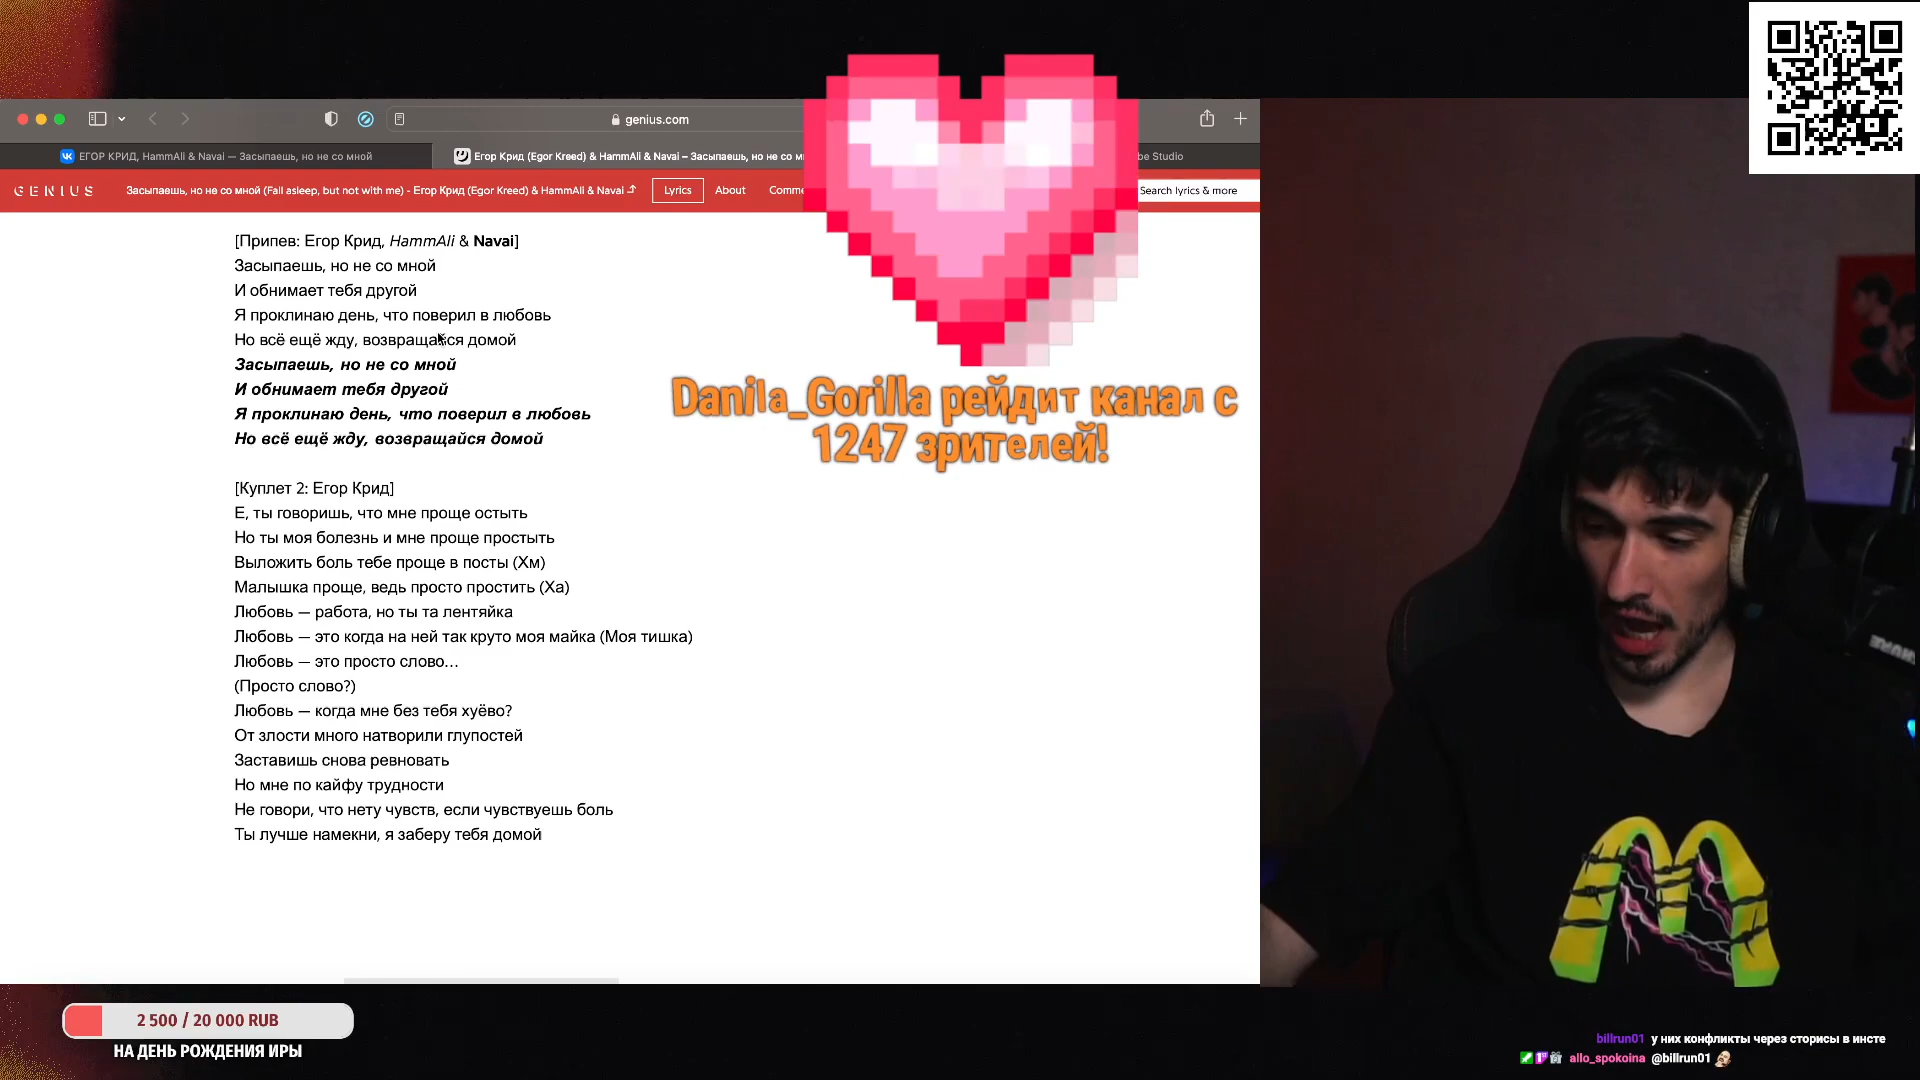 genius.com
ЕГОР КРИД, HammAli & Navai — Засыпаешь, но не со мной
Егор Крид (Egor Kreed) & HammAli & Navai – Засыпаешь, но не со м
be Studio
GENIUS
Засыпаешь, но не со мной (Fall asleep, but not with me) - Егор Крид (Egor Kreed) & HammAli & Navai
Lyrics
About
Comme
Search lyrics & more
[Припев: Егор Крид, HammAli & Navai]
Засыпаешь, но не со мной
И обнимает тебя другой
Я проклинаю день, что поверил в любовь
Но всё ещё жду, возвращайся домой
Засыпаешь, но не со мной
И обнимает тебя другой
Я проклинаю день, что поверил в любовь
Но всё ещё жду, возвращайся домой
Danila_Gorilla рейдит канал с
1247 зрителей!
[Куплет 2: Егор Крид]
Е, ты говоришь, что мне проще остыть
Но ты моя болезнь и мне проще простыть
Выложить боль тебе проще в посты (Хм)
Малышка проще, ведь просто простить (Ха)
Любовь — работа, но ты та лентяйка
Любовь — это когда на ней так круто моя майка (Моя тишка)
Любовь — это просто слово…
(Просто слово?)
Любовь — когда мне без тебя хуёво?
От злости много натворили глупостей
Заставишь снова ревновать
Но мне по кайфу трудности
Не говори, что нету чувств, если чувствуешь боль
Ты лучше намекни, я заберу тебя домой
2 500 / 20 000 RUB
НА ДЕНЬ РОЖДЕНИЯ ИРЫ
billrun01 у них конфликты через сторисы в инсте
allo_spokoina @billrun01